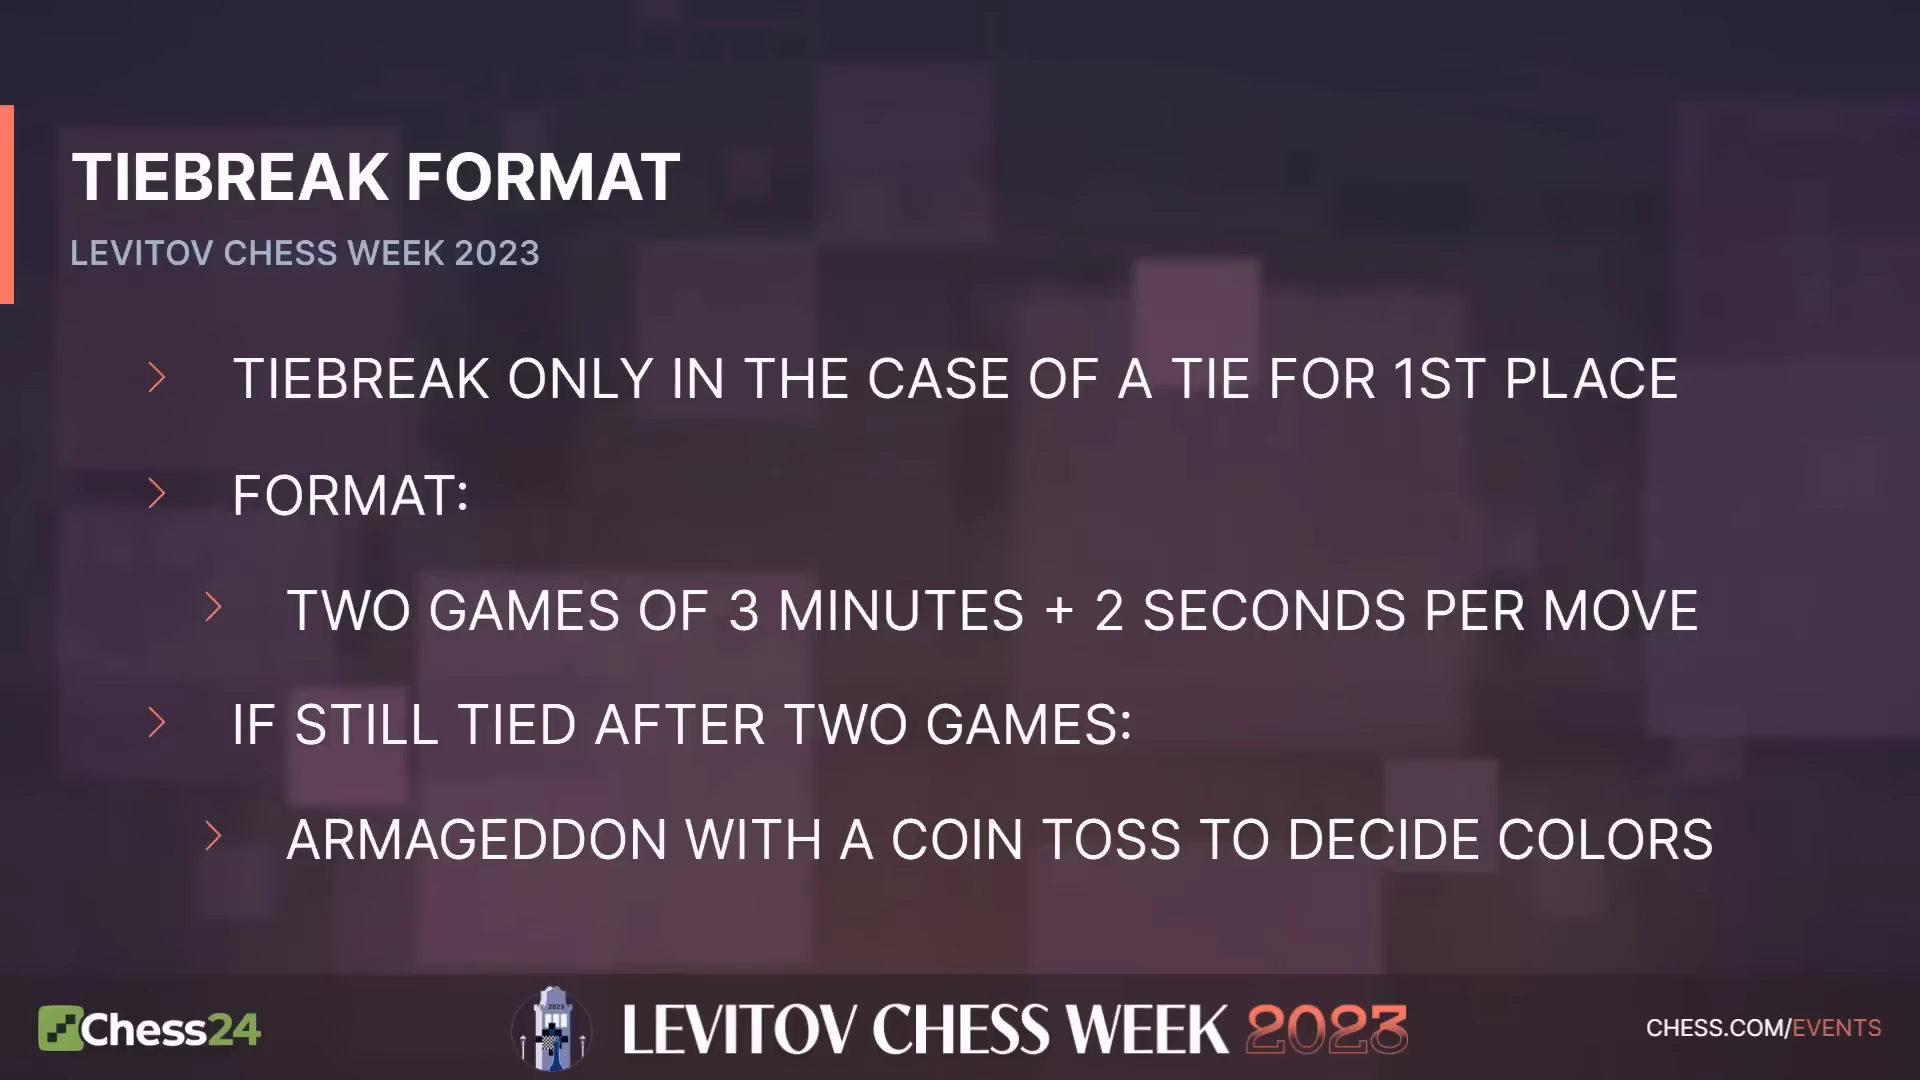 TIEBREAK FORMAT
LEVITOV CHESS WEEK 2023
TIEBREAK ONLY IN THE CASE OF A TIE FOR 1ST PLACE
FORMAT:
TWO GAMES OF 3 MINUTES + 2 SECONDS PER MOVE
IF STILL TIED AFTER TWO GAMES:
ARMAGEDDON WITH A COIN TOSS TO DECIDE COLORS
Chess24
2023
LEVITOV CHESS WEEK 2023
CHESS.COM/EVENTS